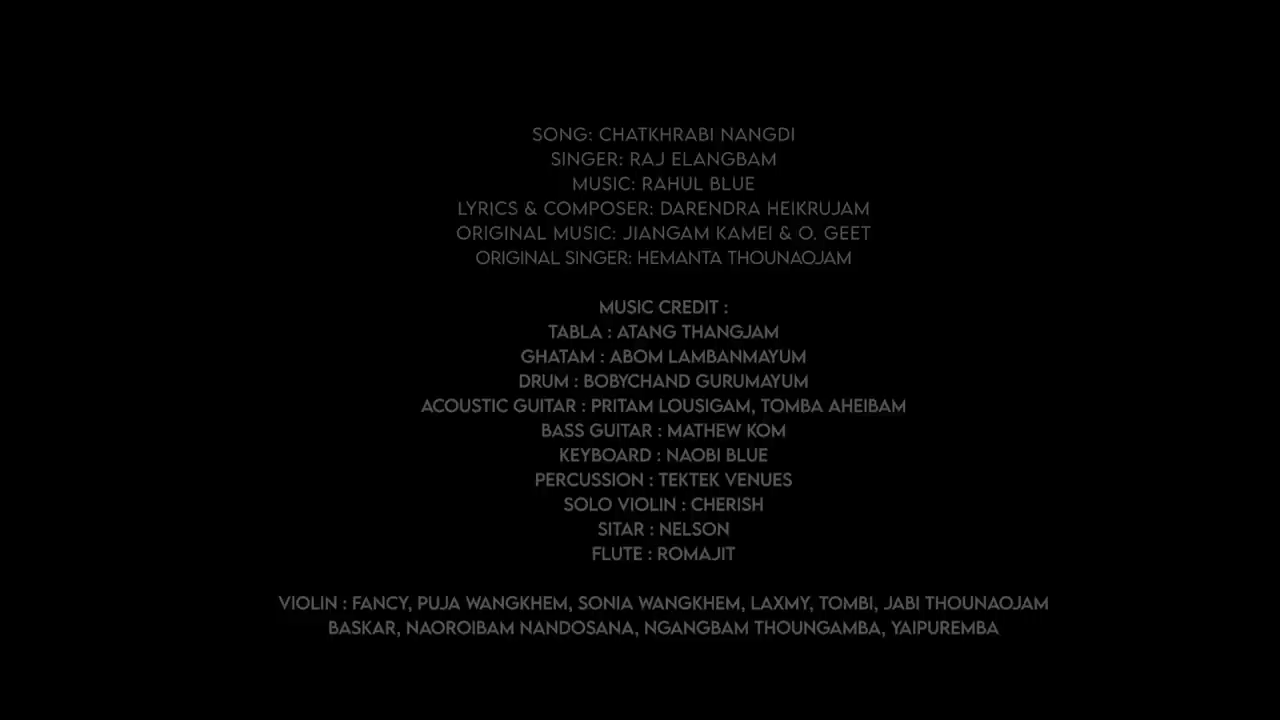 SONG: CHATKHRABI NANGDI
SINGER: RAJ ELANGBAM
MUSIC: RAHUL BLUE
LYRICS & COMPOSER: DARENDRA HEIKRUJAM
ORIGINAL MUSIC: JIANGAM KAMEI & O. GEET
ORIGINAL SINGER: HEMANTA THOUNAOJAM
MUSIC CREDIT :
TABLA : ATANG THANGJAM
GHATAM : ABOM LAMBANMAYUM
DRUM : BOBYCHAND GURUMAYUM
ACOUSTIC GUITAR : PRITAM LOUSIGAM, TOMBA AHEIBAM
BASS GUITAR : MATHEW KOM
KEYBOARD : NAOBI BLUE
PERCUSSION : TEKTEK VENUES
SOLO VIOLIN : CHERISH
SITAR : NELSON
FLUTE : ROMAJIT
VIOLIN : FANCY, PUJA WANGKHEM, SONIA WANGKHEM, LAXMY, TOMBI, JABI THOUNAOJAM
BASKAR, NAOROIBAM NANDOSANA, NGANGBAM THOUNGAMBA, YAIPUREMBA